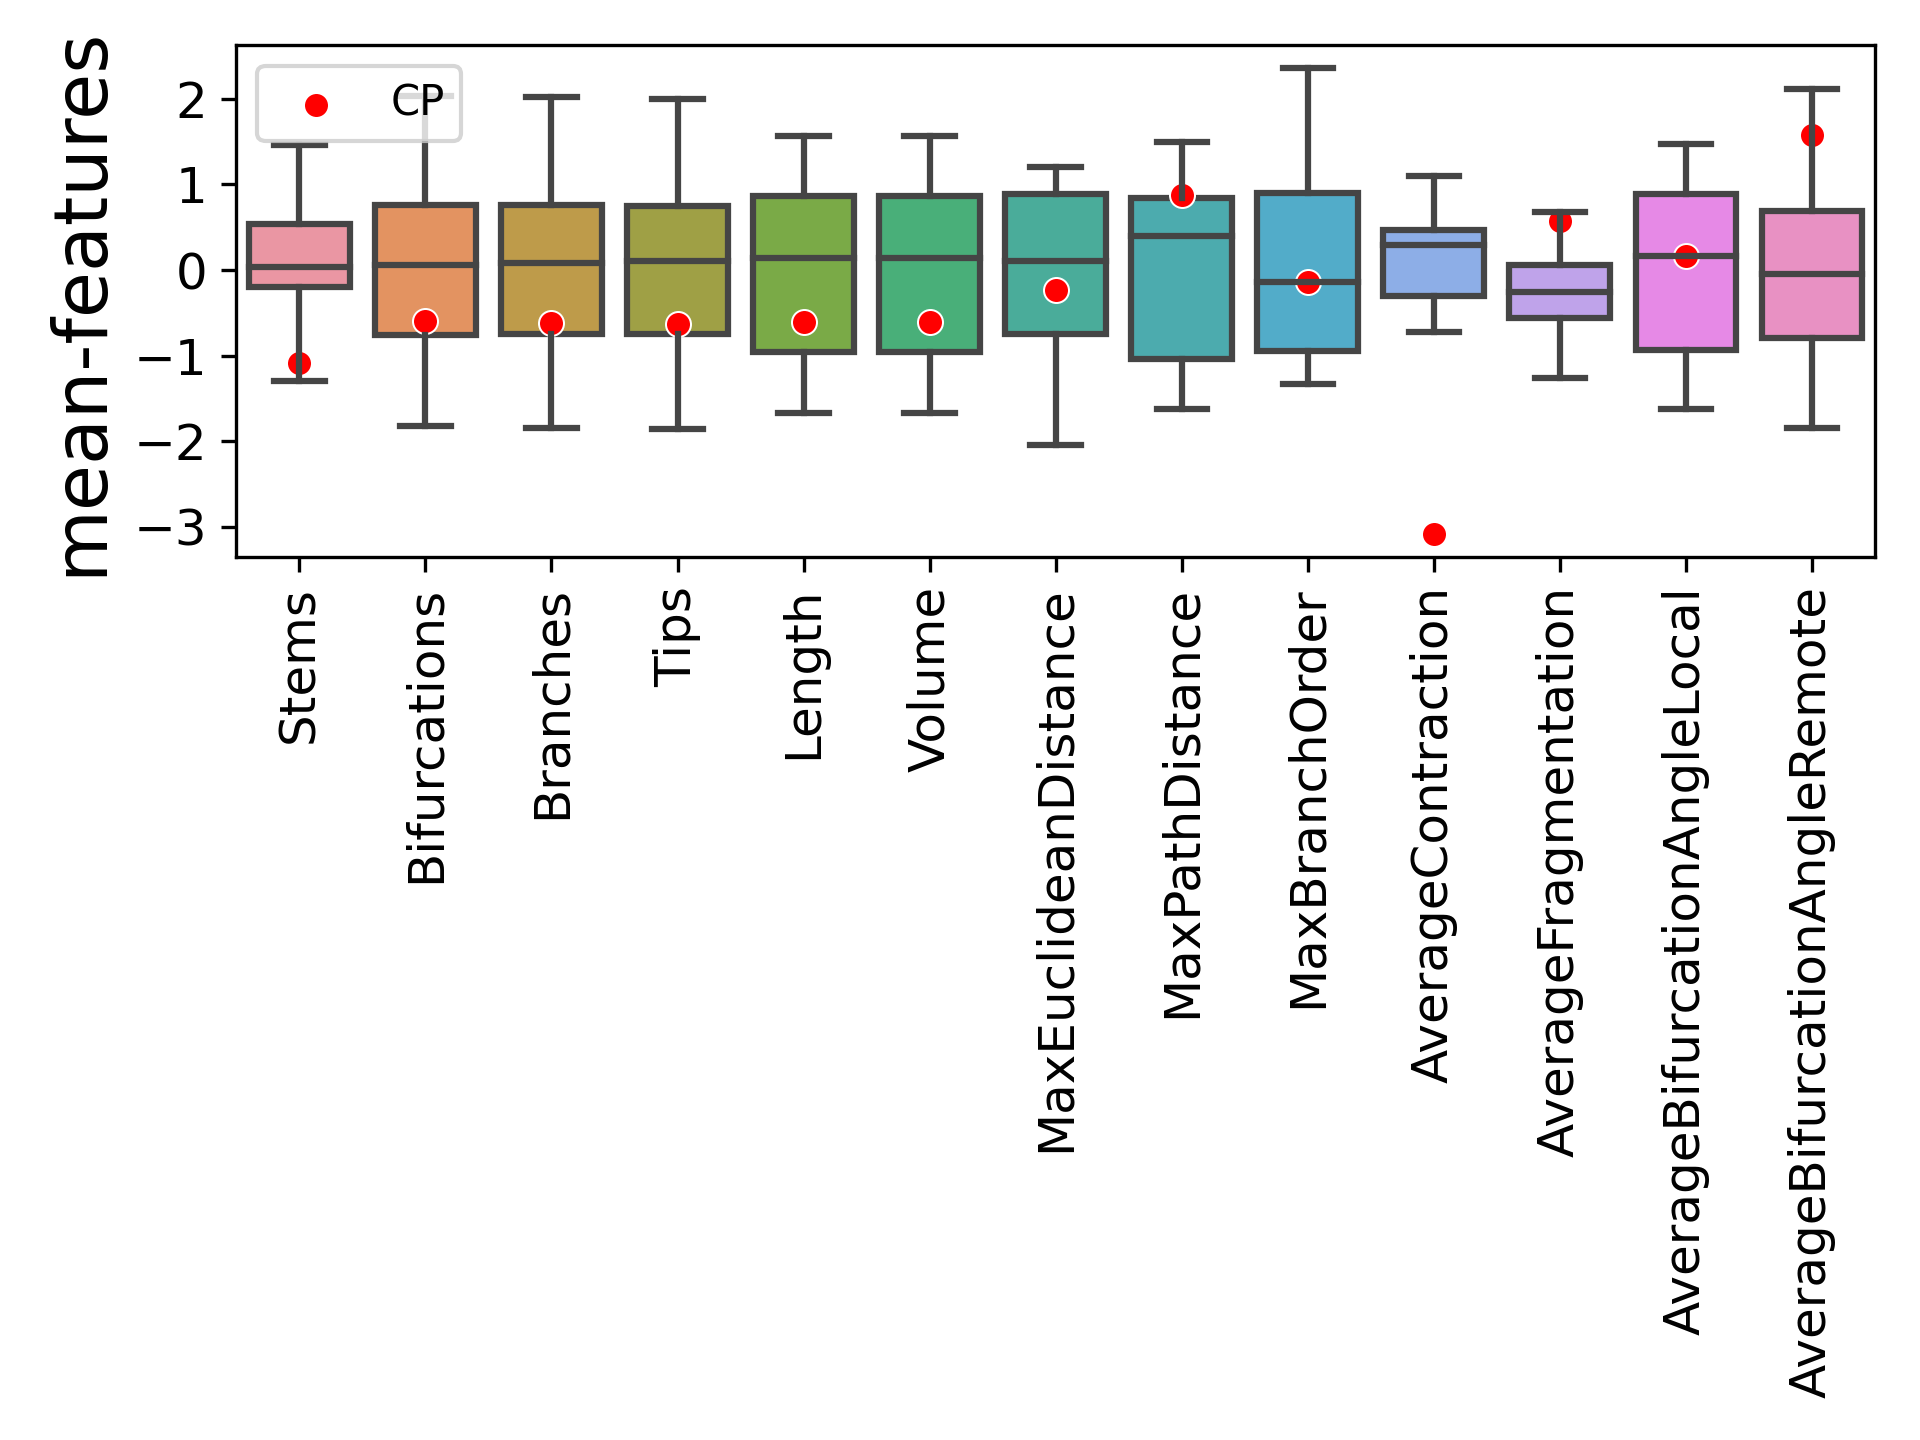 mean-features
2
1
0
−1
−2
−3
CP
Stems
Bifurcations
Branches
Tips
Length
Volume
MaxEuclideanDistance
MaxPathDistance
MaxBranchOrder
AverageContraction
AverageFragmentation
AverageBifurcationAngleLocal
AverageBifurcationAngleRemote